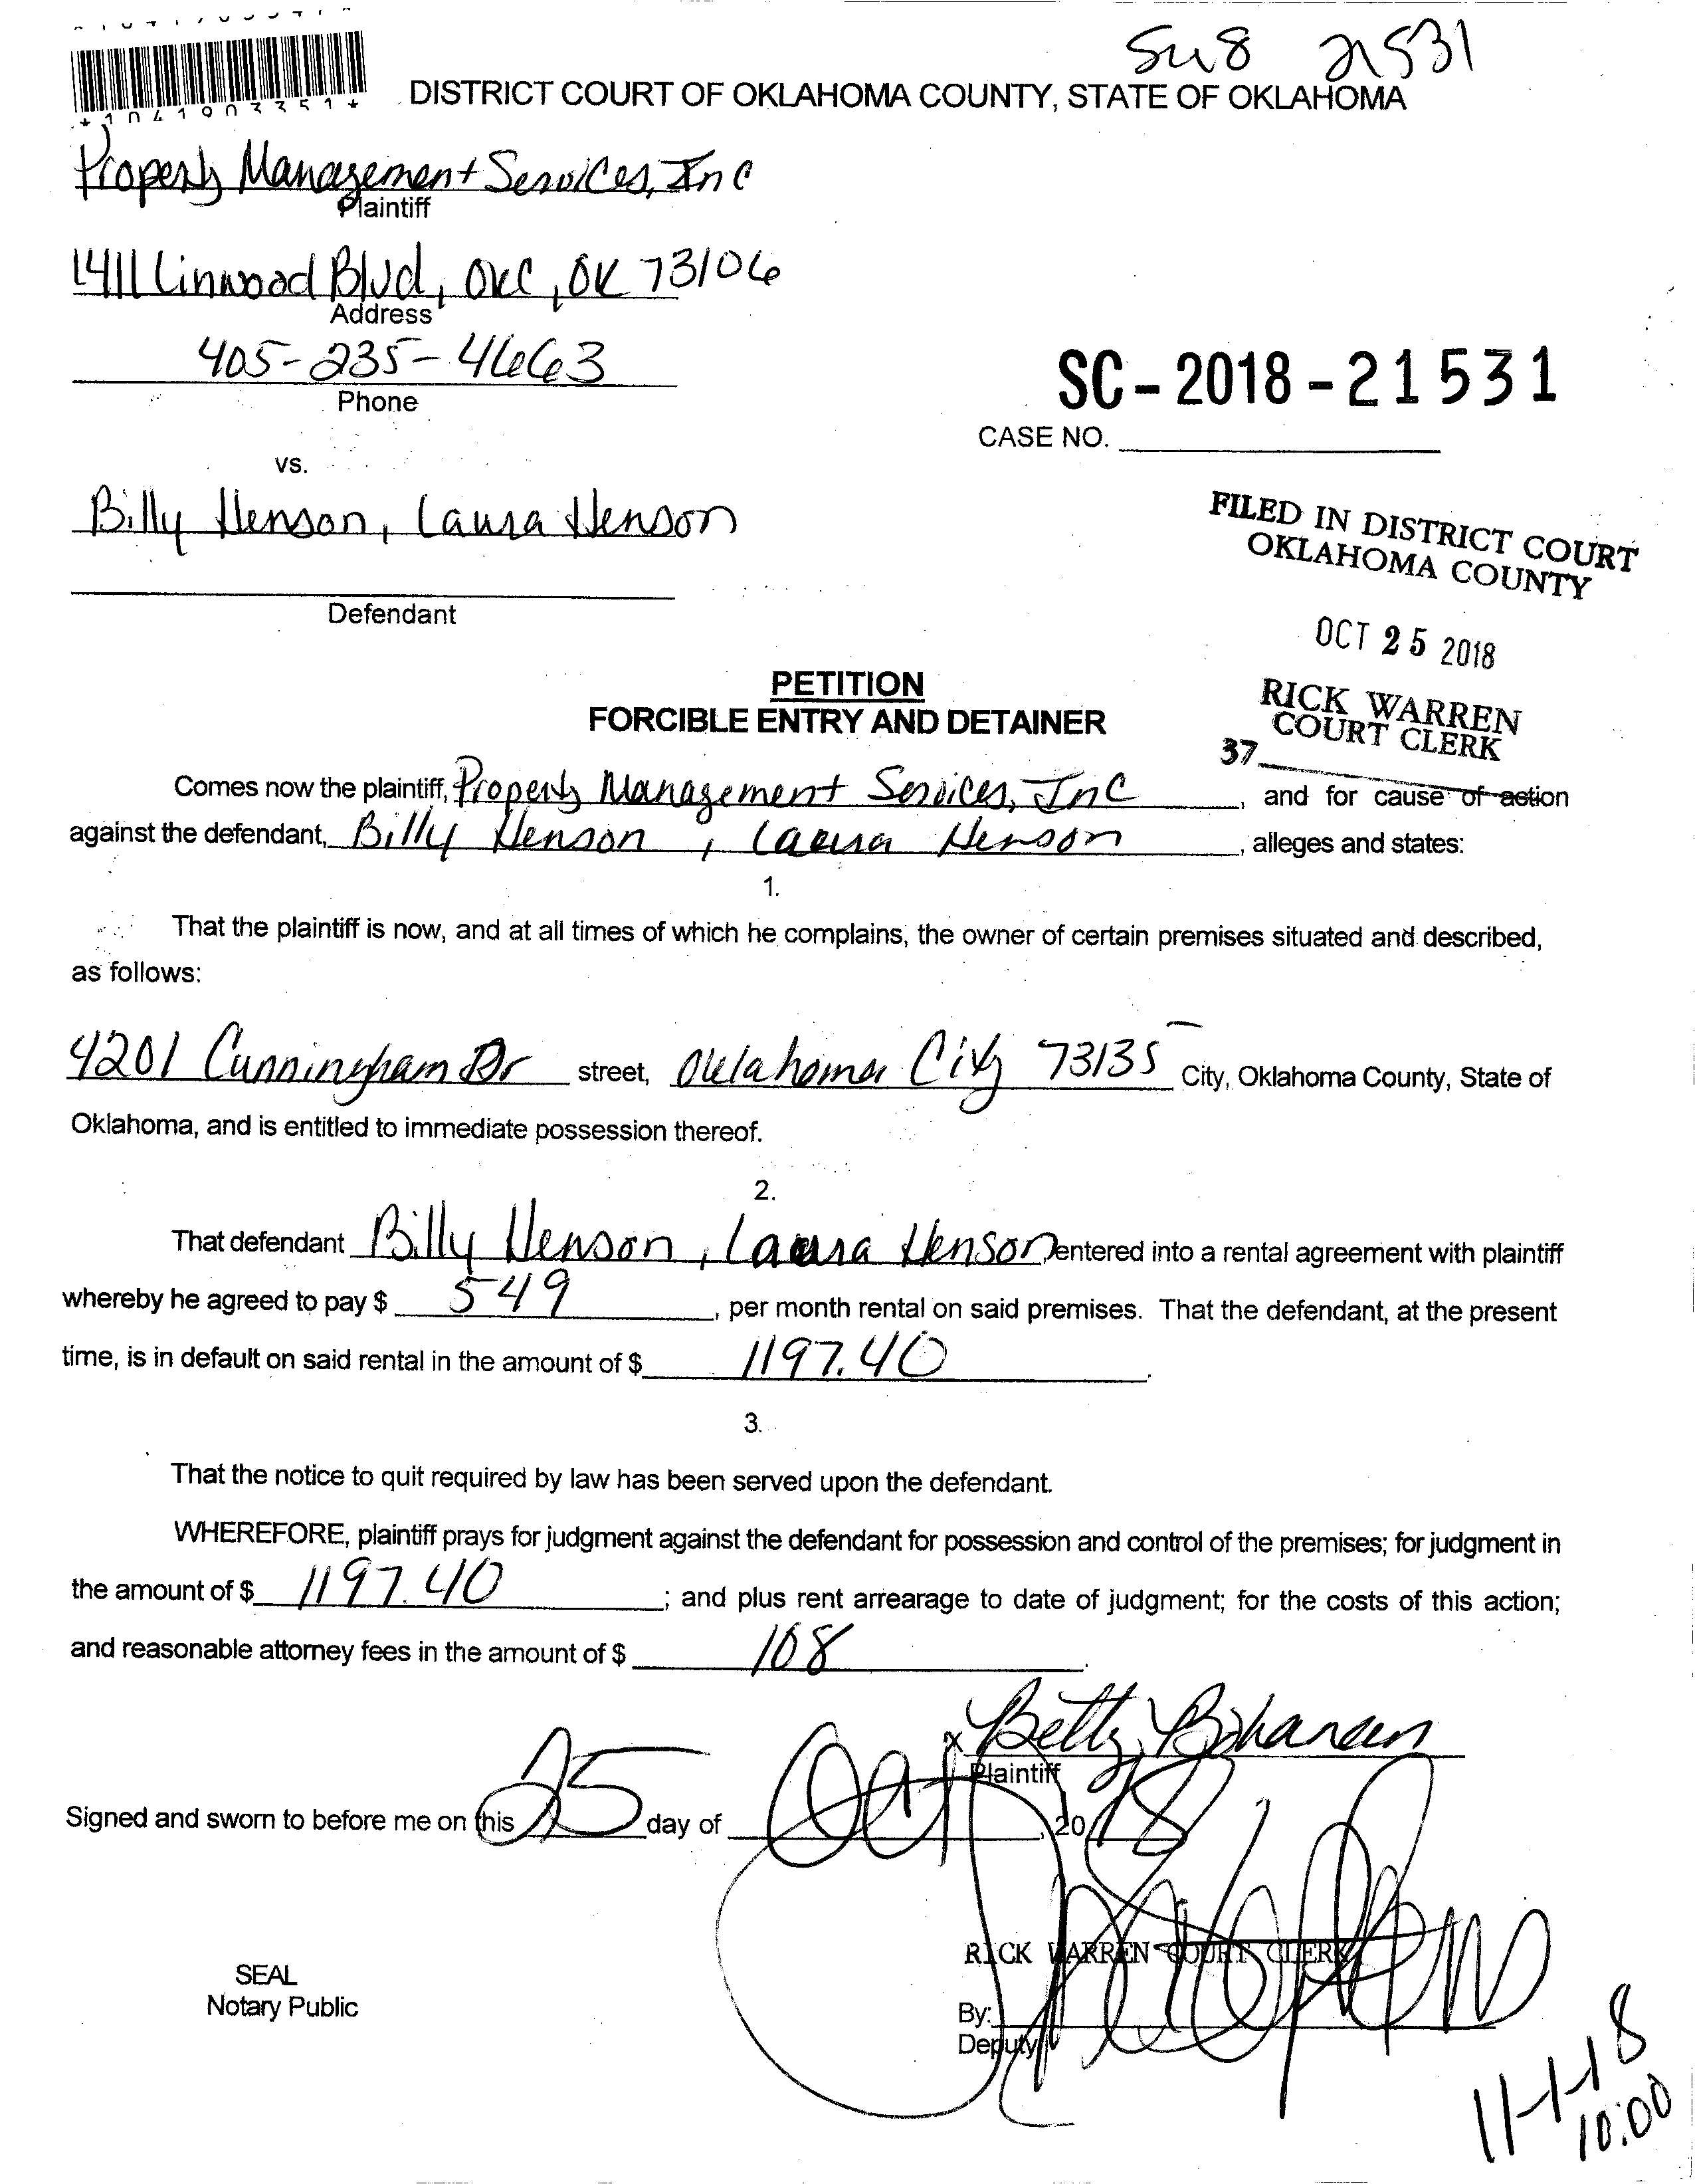 Su8 21531
*1041903351*
DISTRICT COURT OF OKLAHOMA COUNTY, STATE OF OKLAHOMA
Property Management Services, Inc
Plaintiff
1411 Linwood Blvd, OKC, OK 73106
Address
405-235-4663
Phone
SC-2018-21531
CASE NO.
vs.
Billy Henson, Laura Henson
Defendant
FILED IN DISTRICT COURT
OKLAHOMA COUNTY
OCT 25 2018
RICK WARREN
COURT CLERK
37
PETITION
FORCIBLE ENTRY AND DETAINER
Comes now the plaintiff, Property Management Services, Inc, and for cause of action
against the defendant, Billy Henson, Laura Henson, alleges and states:
1.
That the plaintiff is now, and at all times of which he complains, the owner of certain premises situated and described,
as follows:
4201 Cunningham Dr street, Oklahoma City 73135 City, Oklahoma County, State of
Oklahoma, and is entitled to immediate possession thereof.
2.
That defendant Billy Henson, Laura Henson, entered into a rental agreement with plaintiff
whereby he agreed to pay $ 549, per month rental on said premises. That the defendant, at the present
time, is in default on said rental in the amount of $ 1197.40.
3.
That the notice to quit required by law has been served upon the defendant.
WHEREFORE, plaintiff prays for judgment against the defendant for possession and control of the premises; for judgment in
the amount of $ 1197.40; and plus rent arrearage to date of judgment; for the costs of this action;
and reasonable attorney fees in the amount of $ 108.
x Betty Bohanan
Plaintiff
Signed and sworn to before me on this 25 day of Oct, 2018
RICK WARREN COURT CLERK
SEAL
Notary Public
By:
Deputy
11-1-18
10:00